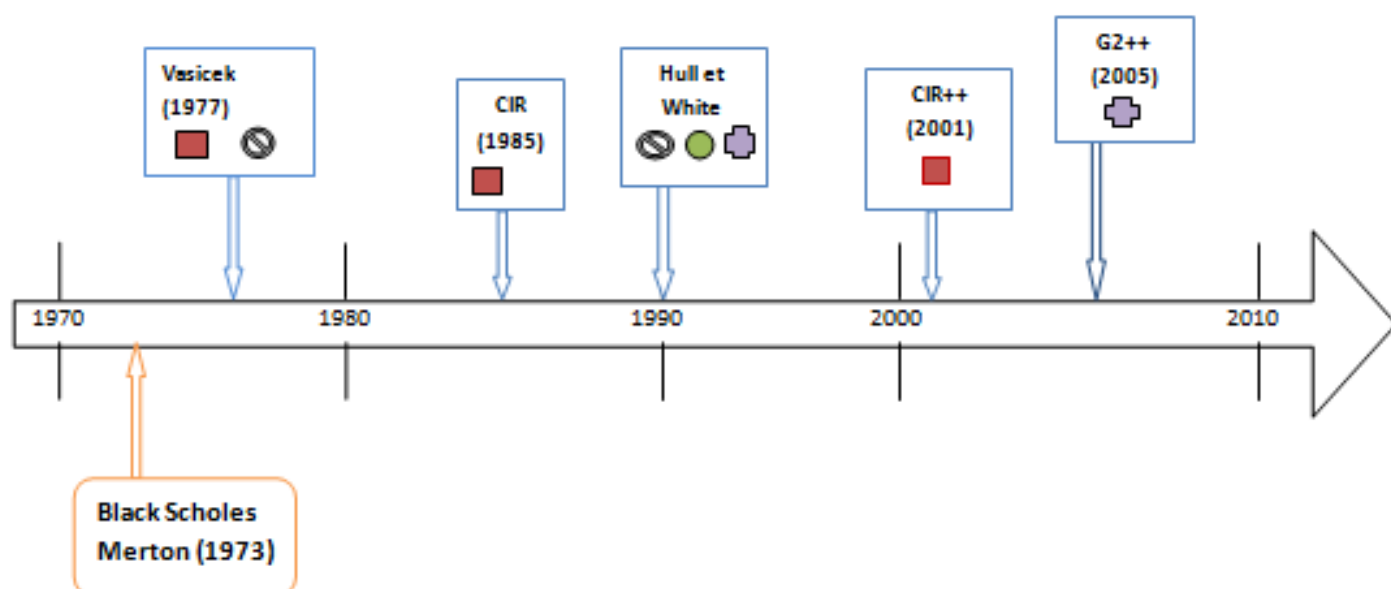 Vasicek
(1977)
CIR
(1985)
Hull et
White
CIR++
(2001)
G2++
(2005)
1970
1980
1990
2000
2010
Black Scholes
Merton (1973)